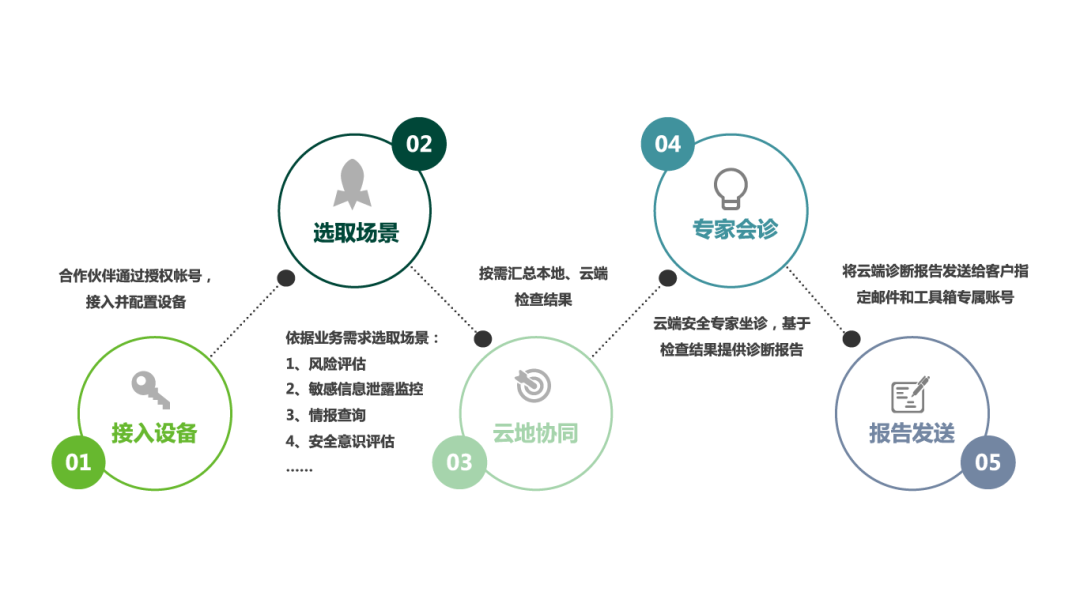 合作伙伴通过授权帐号，
接入并配置设备
接入设备
01
02
选取场景
依据业务需求选取场景：
1、风险评估
2、敏感信息泄露监控
3、情报查询
4、安全意识评估
......
按需汇总本地、云端
检查结果
云地协同
03
04
专家会诊
云端安全专家坐诊，基于
检查结果提供诊断报告
将云端诊断报告发送给客户指
定邮件和工具箱专属账号
报告发送
05